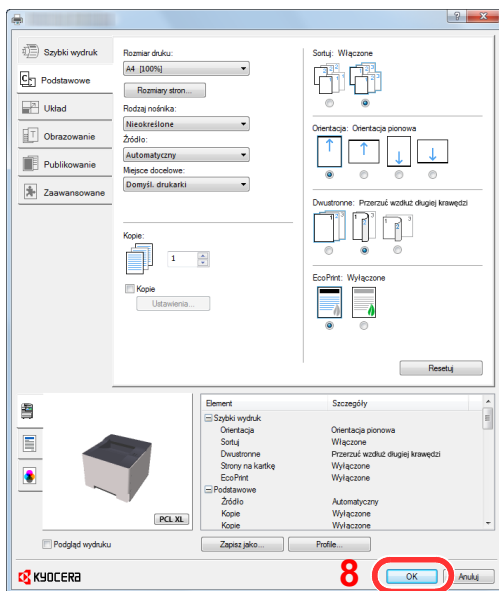 Szybki wydruk
Podstawowe
Układ
Obrazowanie
Publikowanie
Zaawansowane
Rozmiar druku:
A4 [100%]
Rozmiary stron...
Rodzaj nośnika:
Nieokreślone
Źródło:
Automatyczny
Miejsce docelowe:
Domyśl. drukarki
Kopie:
1
Kopie
Ustawienia...
Sortuj: Włączone
Orientacja: Orientacja pionowa
Dwustronne: Przerzuć wzdłuż długiej krawędzi
EcoPrint: Wyłączone
Resetuj
PCL XL
Podgląd wydruku
Element Szczegóły
Szybki wydruk
Orientacja Orientacja pionowa
Sortuj Włączone
Dwustronne Przerzuć wzdłuż długiej krawędzi
Strony na kartkę Wyłączone
EcoPrint Wyłączone
Podstawowe
Źródło Automatyczny
Kopie Wyłączone
Kopie Wyłączone
Zapisz jako... Profile...
KYOCERA
8 OK Anuluj